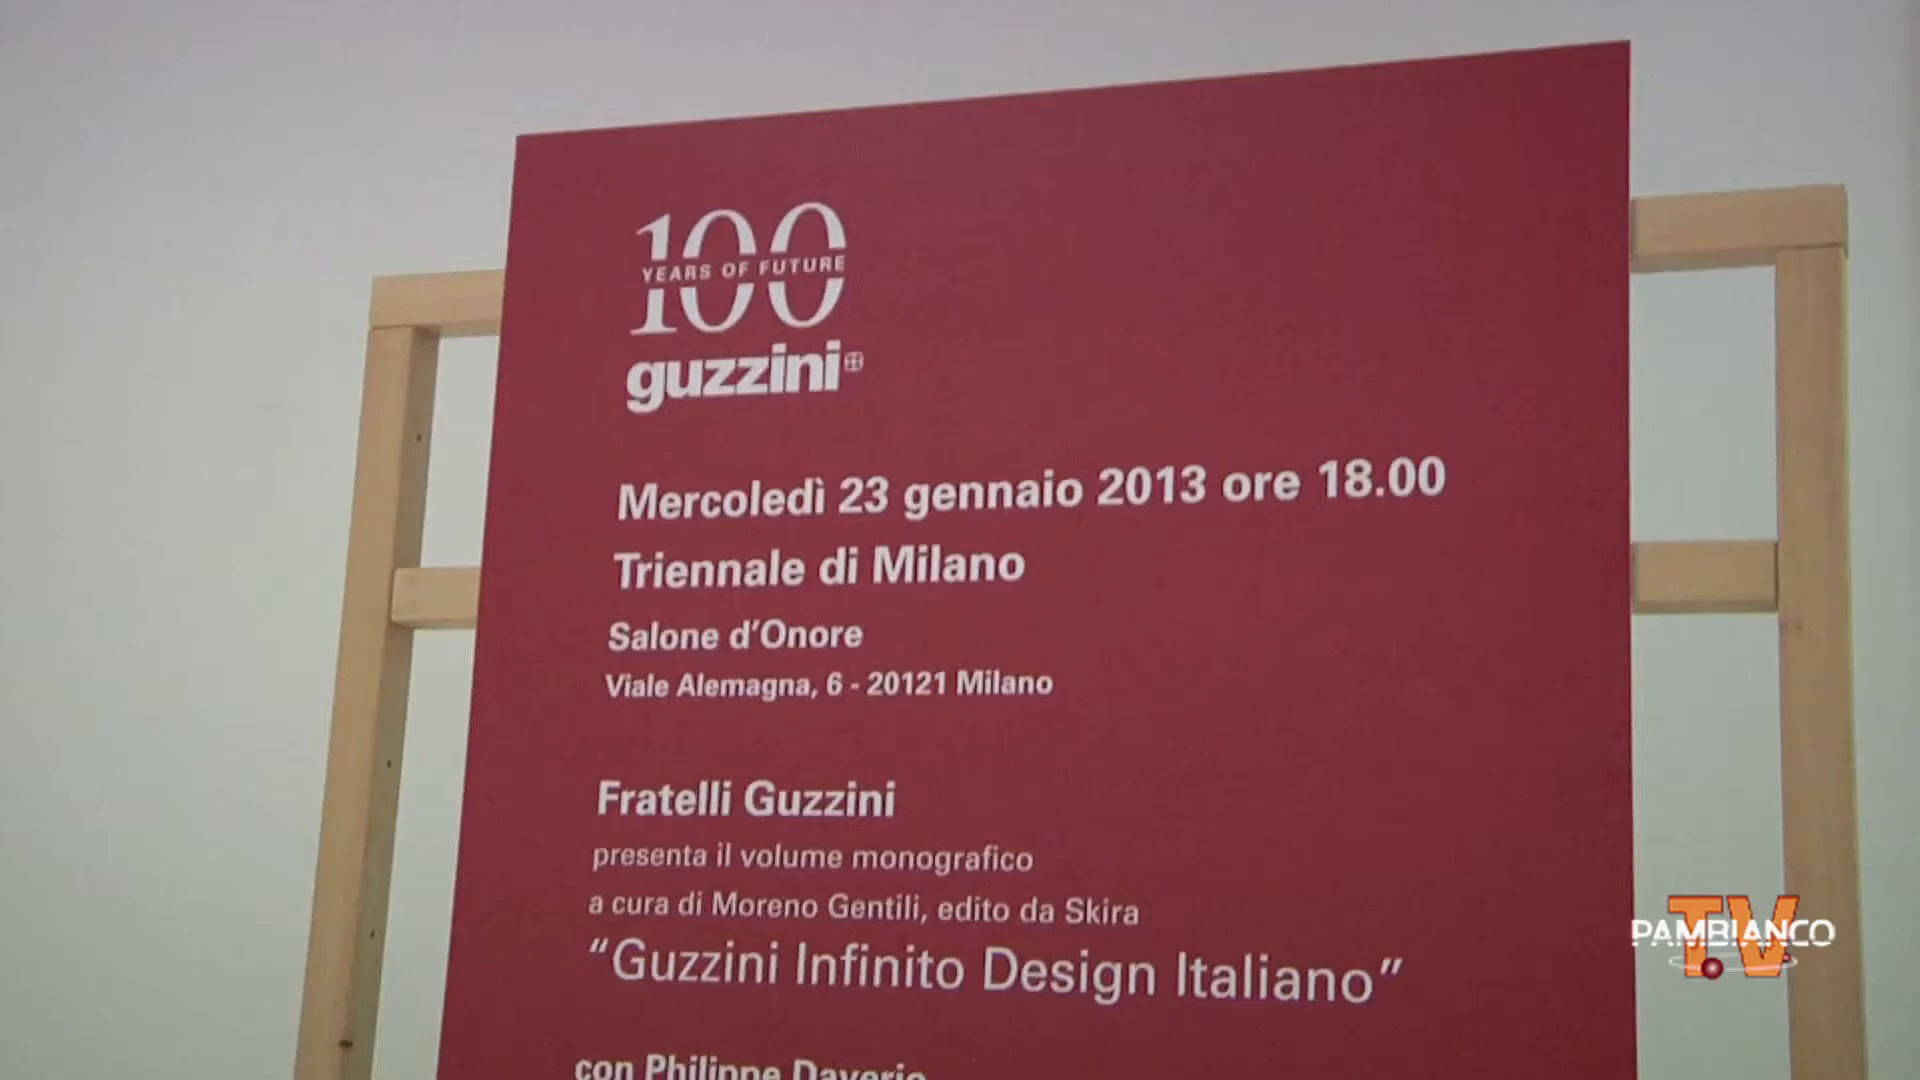 100
YEARS OF FUTURE
guzzini
Mercoledì 23 gennaio 2013 ore 18.00
Triennale di Milano
Salone d'Onore
Viale Alemagna, 6 - 20121 Milano
Fratelli Guzzini
presenta il volume monografico
a cura di Moreno Gentili, edito da Skira
“Guzzini Infinito Design Italiano”
con Philippe Daverio
PAMBIANCO
TV